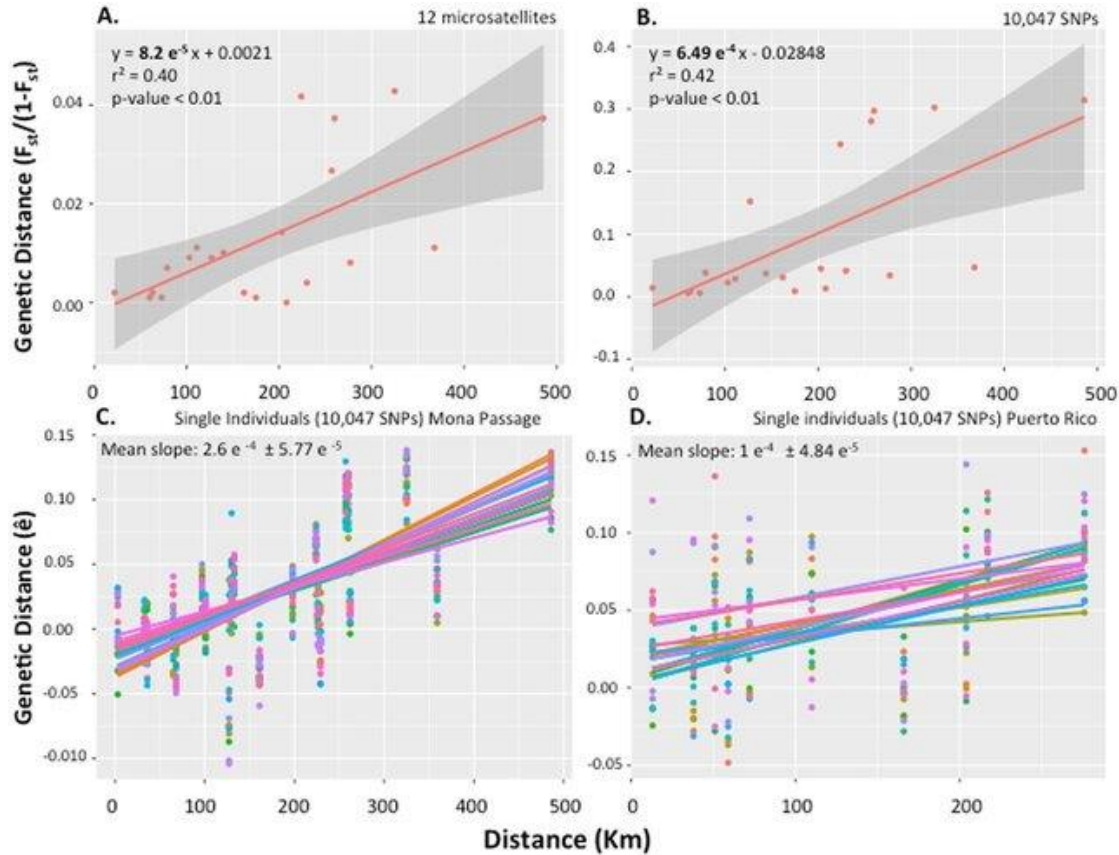 A.
12 microsatellites
y = 8.2 e-5 x + 0.0021
r² = 0.40
p-value < 0.01
0.04
0.02
0.00
0 100 200 300 400 500
Genetic Distance (Fst/(1-Fst)
B.
10,047 SNPs
y = 6.49 e-4 x - 0.02848
r² = 0.42
p-value < 0.01
0.4
0.3
0.2
0.1
0.0
-0.1
0 100 200 300 400 500
C.
Single Individuals (10,047 SNPs) Mona Passage
Mean slope: 2.6 e -4 ± 5.77 e -5
0.15
0.10
0.05
0.00
-0.05
-0.010
0 100 200 300 400 500
Genetic Distance (ê)
D.
Single individuals (10,047 SNPs) Puerto Rico
Mean slope: 1 e-4 ± 4.84 e-5
0.15
0.10
0.05
0.00
-0.05
0 100 200
Distance (Km)